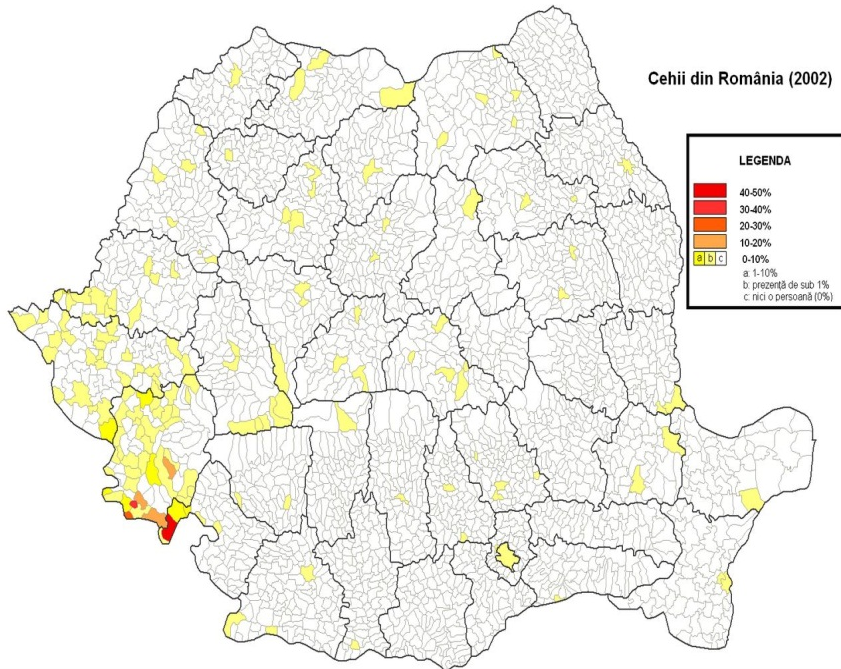 Cehii din România (2002)
LEGENDA
40-50%
30-40%
20-30%
10-20%
a b c 0-10%
a: 1-10%
b: prezență de sub 1%
c: nici o persoană (0%)